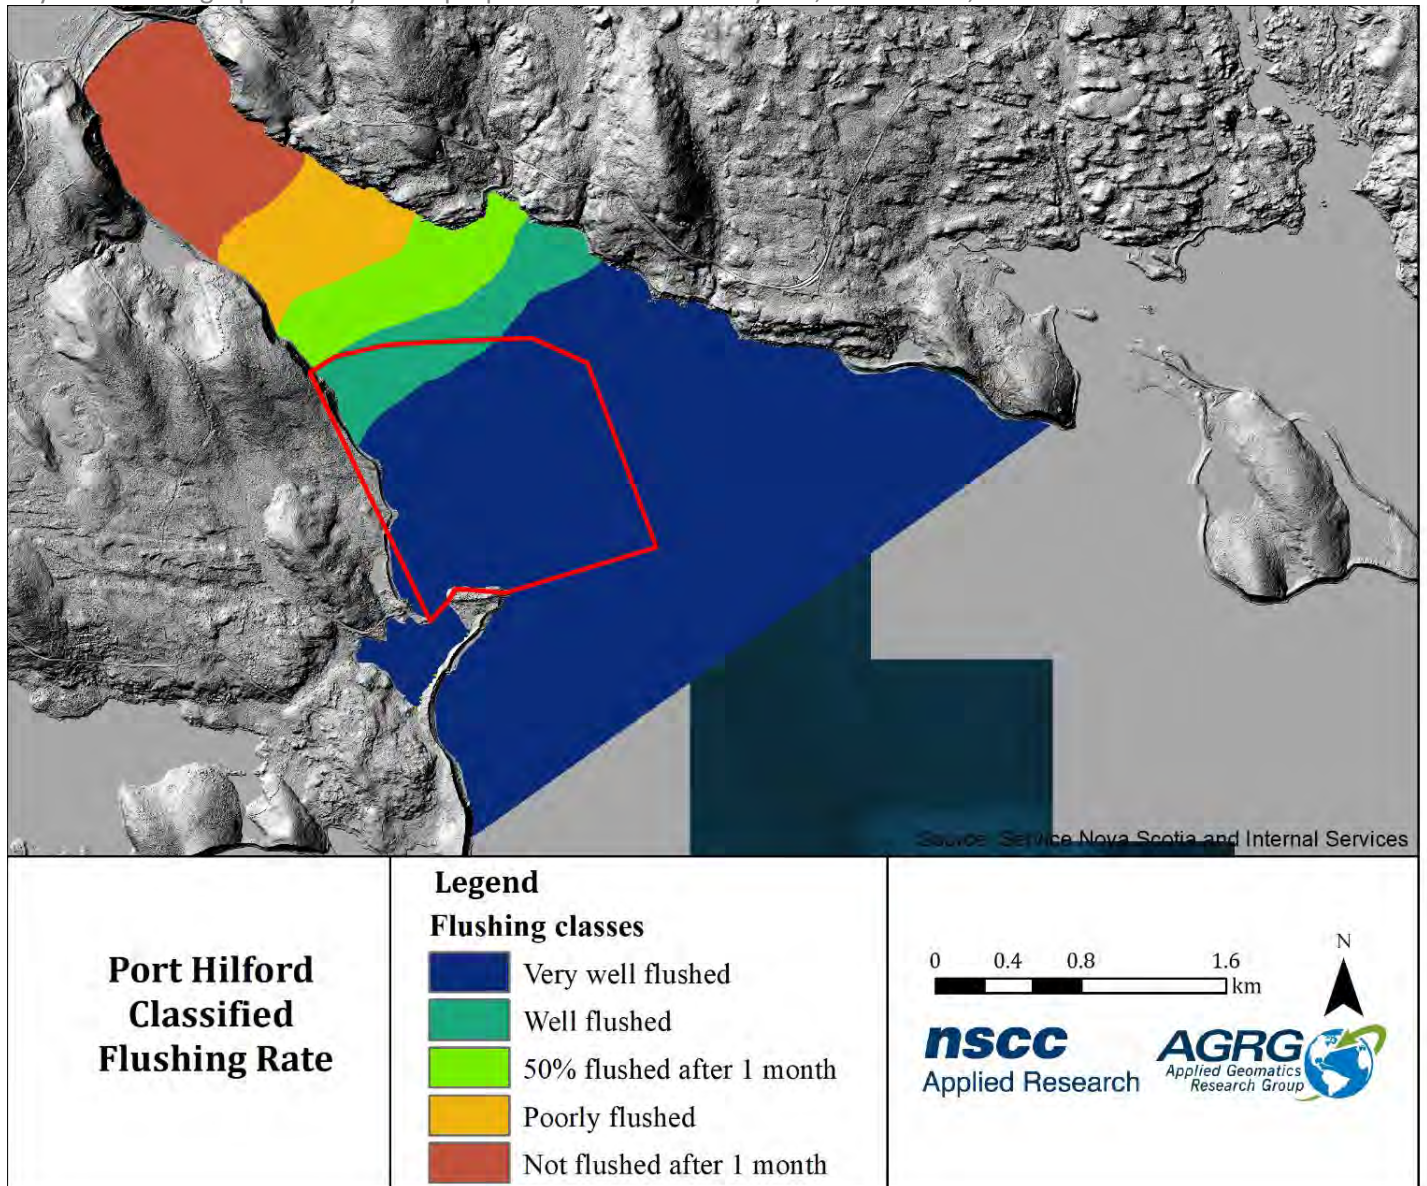 Source: Service Nova Scotia and Internal Services
Port Hilford
Classified
Flushing Rate
Legend
Flushing classes
Very well flushed
Well flushed
50% flushed after 1 month
Poorly flushed
Not flushed after 1 month
0 0.4 0.8 1.6
km
N
nscc
Applied Research
AGRG
Applied Geomatics
Research Group